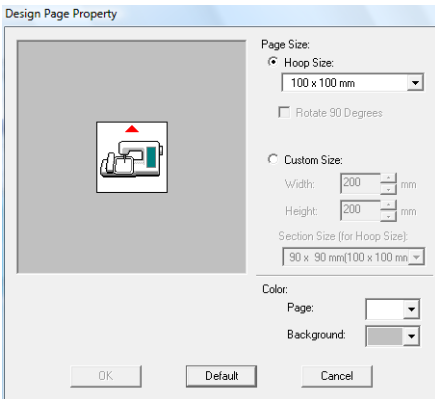 Design Page Property
Page Size:
Hoop Size:
100 x 100 mm
Rotate 90 Degrees
Custom Size:
Width: 200 mm
Height: 200 mm
Section Size (for Hoop Size):
90 x 90 mm(100 x 100 mn
Color:
Page:
Background:
OK Default Cancel